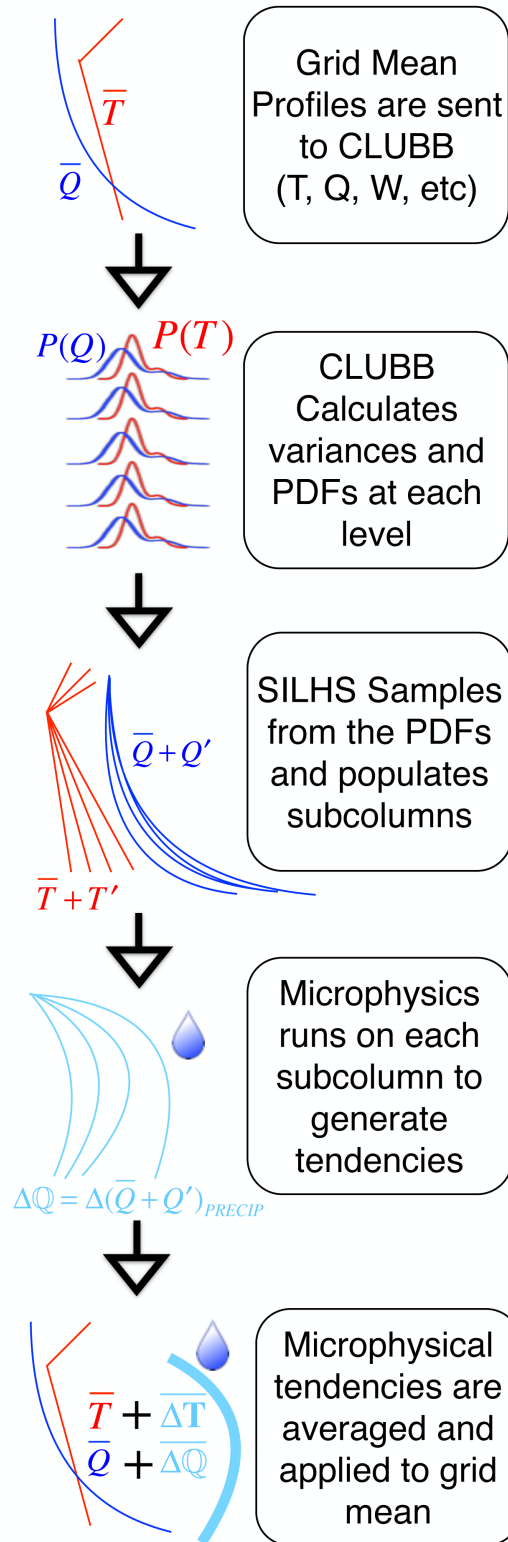 T̅
Q̅
Grid Mean
Profiles are sent
to CLUBB
(T, Q, W, etc)
P(Q) P(T)
CLUBB
Calculates
variances and
PDFs at each
level
Q̅ + Q′
T̅ + T′
SILHS Samples
from the PDFs
and populates
subcolumns
Δℚ = Δ(Q̅ + Q′)PRECIP
Microphysics
runs on each
subcolumn to
generate
tendencies
T̅ + Δ̅T̅
Q̅ + Δ̅ℚ̅
Microphysical
tendencies are
averaged and
applied to grid
mean